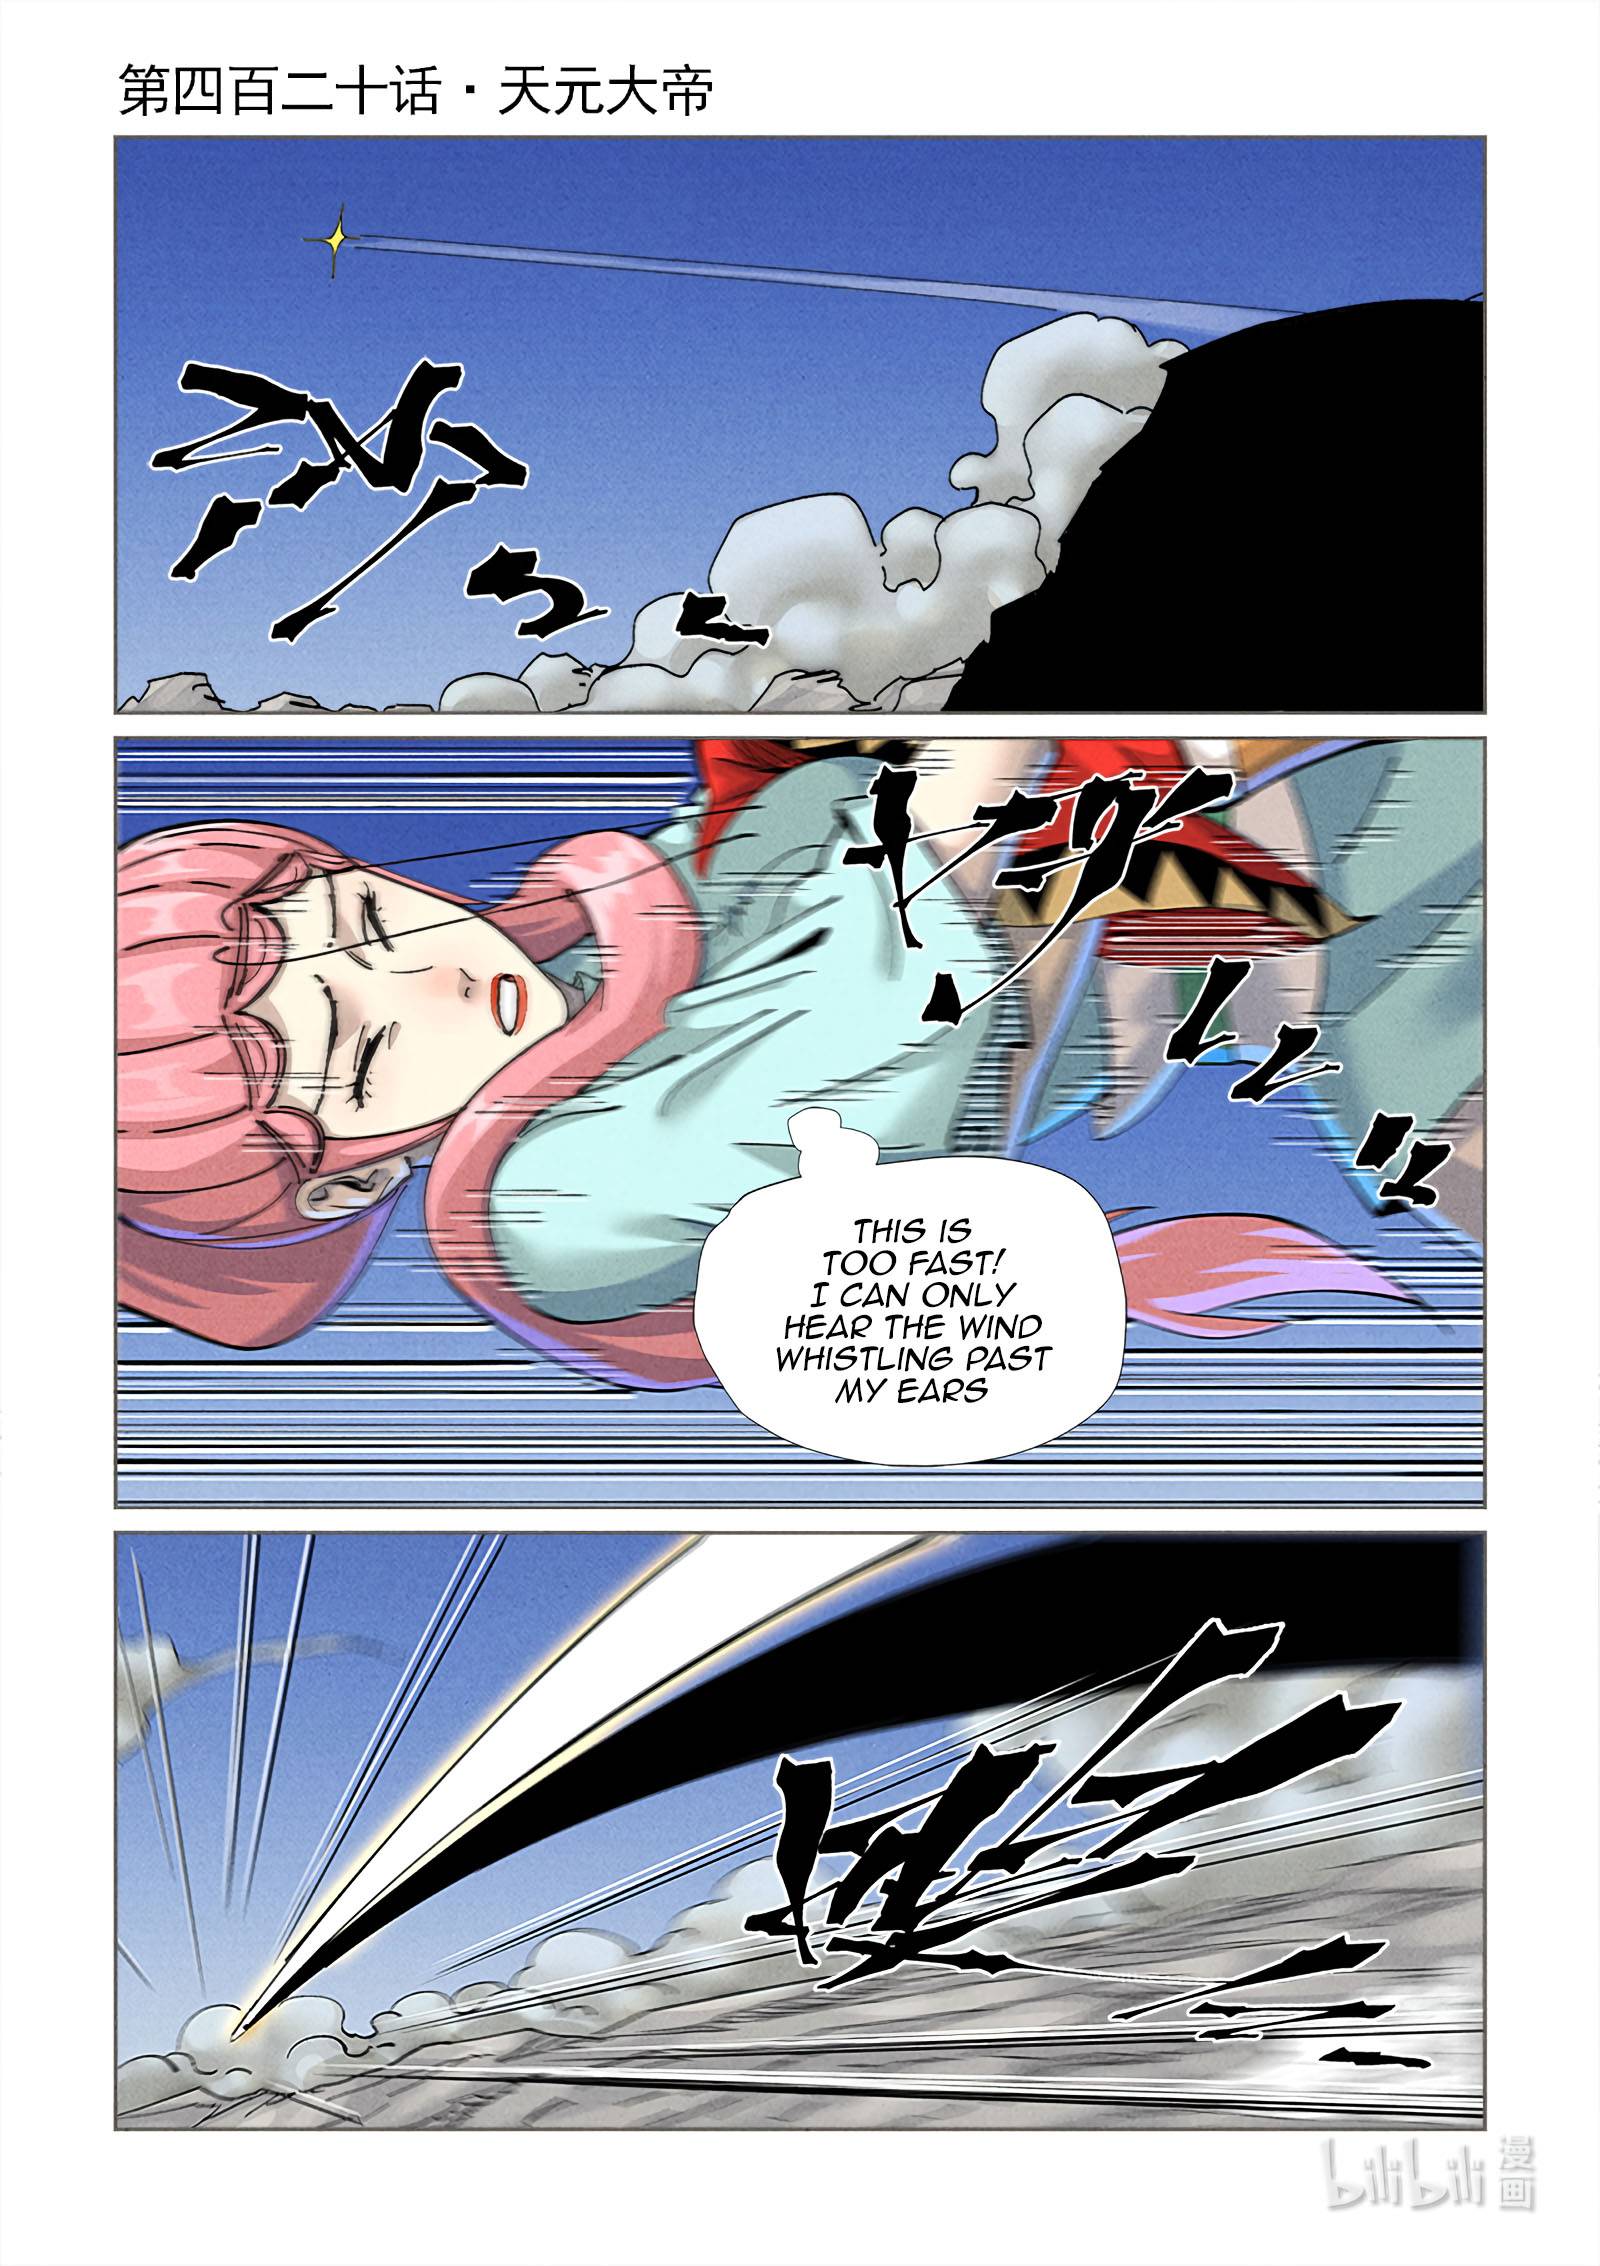 第四百二十话·天元大帝
THIS IS
TOO FAST!
I CAN ONLY
HEAR THE WIND
WHISTLING PAST
MY EARS
bilibili 漫画